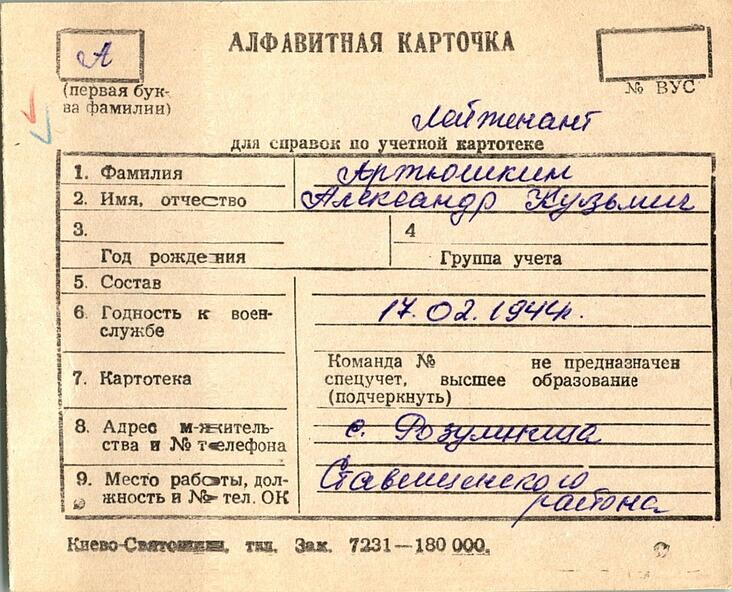 А
АЛФАВИТНАЯ КАРТОЧКА
(первая бук-
ва фамилии)
№ ВУС
Лейтенант
для справок по учетной картотеке
1. Фамилия Артюшкин
2. Имя, отчество Александр Кузьмич
3.
Год рождения
4
Группа учета
5. Состав
6. Годность к воен-
службе
17.02.1944г.
7. Картотека
Команда № не предназначен
спецучет, высшее образование
(подчеркнуть)
8. Адрес м-житель-
ства и № телефона
с. Розумница
9. Место работы, дол-
жность и № тел. ОК
Ставищенского
района
Киево-Святошин. тип. Зак. 7231—180 000.